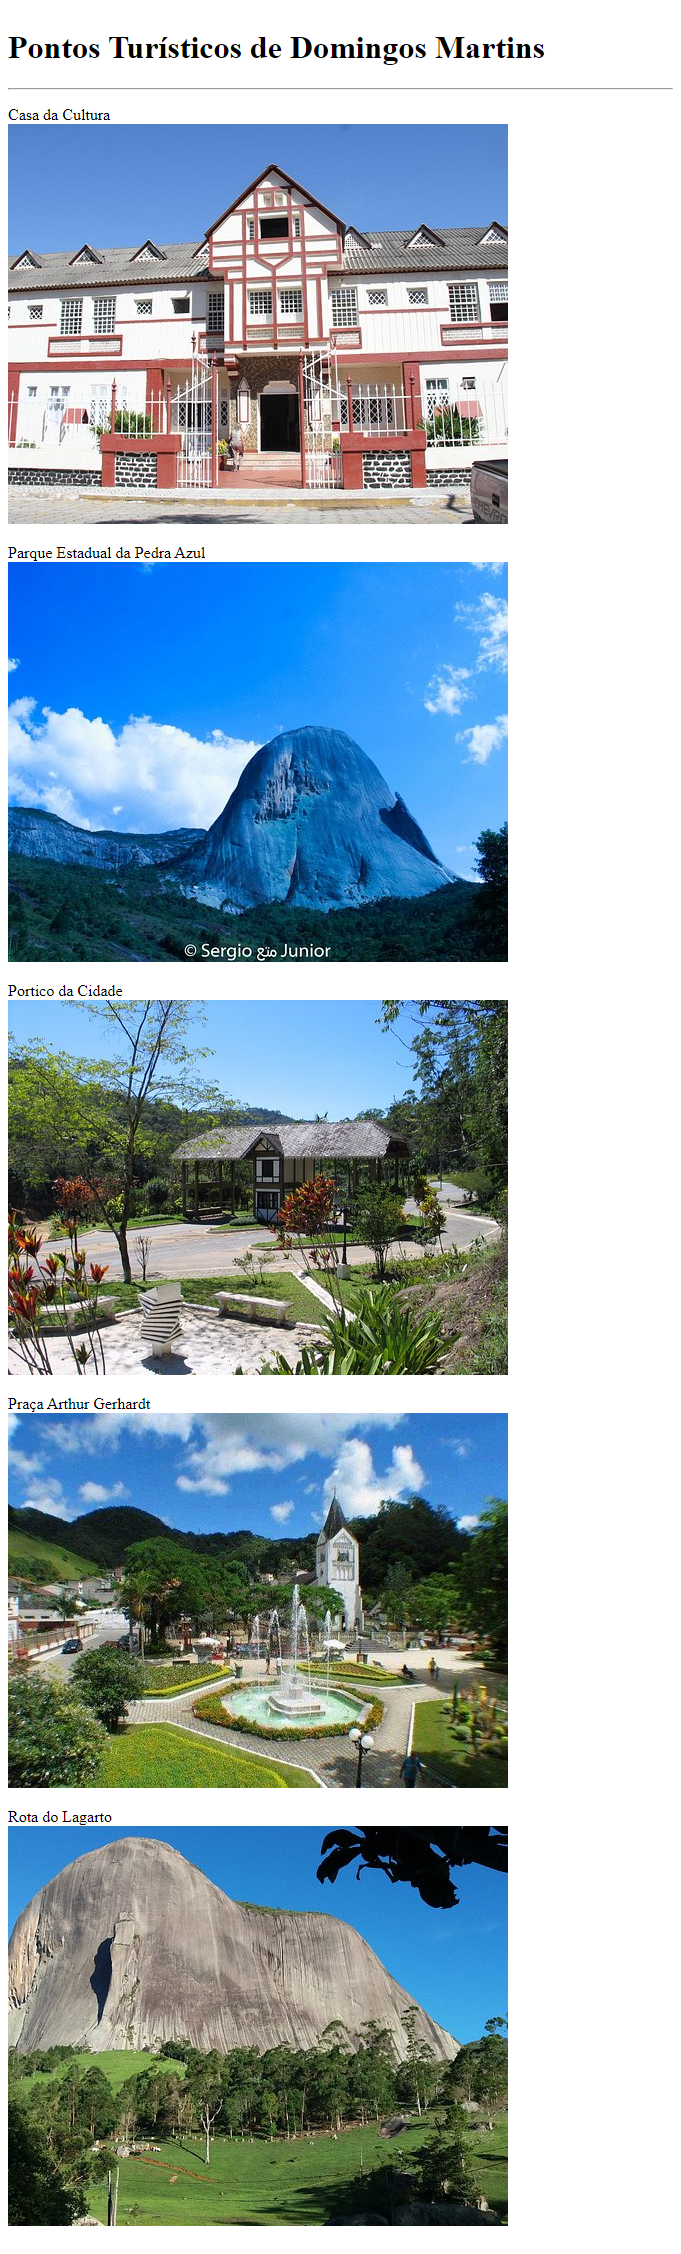 Pontos Turísticos de Domingos Martins
Casa da Cultura
Parque Estadual da Pedra Azul
© Sergio Junior
Portico da Cidade
Praça Arthur Gerhardt
Rota do Lagarto